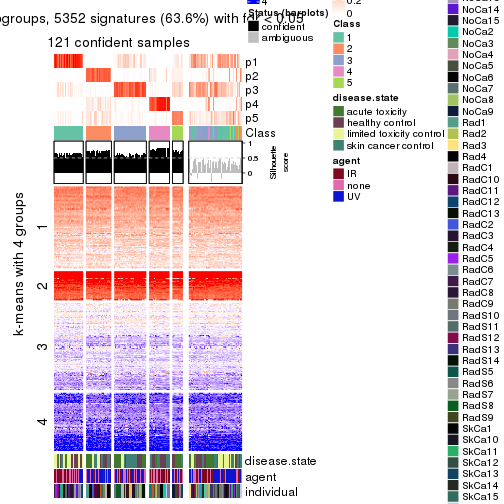 groups, 5352 signatures (63.6%) with fdr < 0.05
121 confident samples
p1
p2
p3
p4
p5
Class
1
0.5
0
Silhouette
score
k-means with 4 groups
1
2
3
4
disease.state
agent
individual
4
Status (barplots)
confident
ambiguous
0.2
0
Class
1
2
3
4
5
disease.state
acute toxicity
healthy control
limited toxicity control
skin cancer control
agent
IR
none
UV
NoCa14
NoCa15
NoCa2
NoCa3
NoCa4
NoCa5
NoCa6
NoCa7
NoCa8
NoCa9
Rad1
Rad2
Rad3
Rad4
RadC1
RadC10
RadC11
RadC12
RadC13
RadC2
RadC3
RadC4
RadC5
RadC6
RadC7
RadC8
RadC9
RadS10
RadS11
RadS12
RadS13
RadS14
RadS5
RadS6
RadS7
RadS8
RadS9
SkCa1
SkCa10
SkCa11
SkCa12
SkCa13
SkCa14